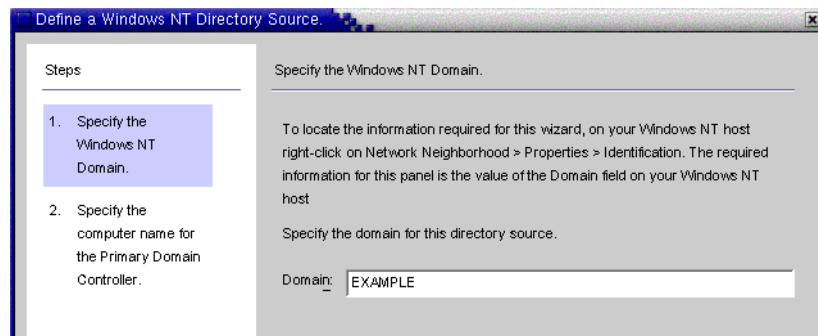 Define a Windows NT Directory Source.
Steps
1. Specify the
Windows NT
Domain.
2. Specify the
computer name for
the Primary Domain
Controller.
Specify the Windows NT Domain.
To locate the information required for this wizard, on your Windows NT host
right-click on Network Neighborhood > Properties > Identification. The required
information for this panel is the value of the Domain field on your Windows NT
host
Specify the domain for this directory source.
Domain: EXAMPLE